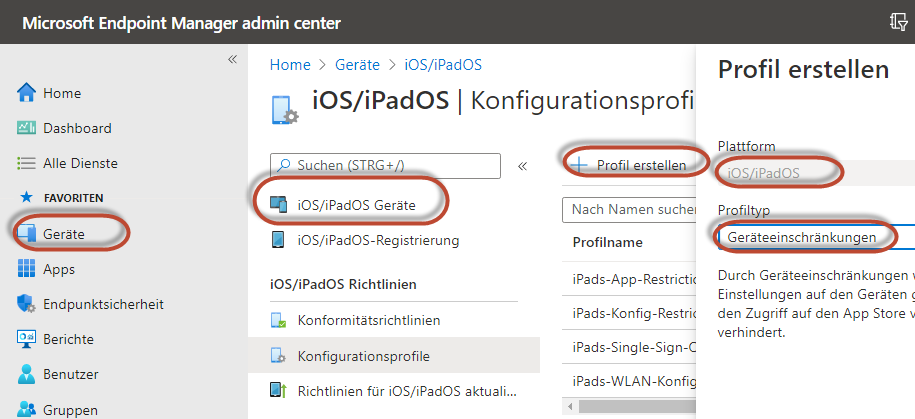 Microsoft Endpoint Manager admin center
«
Home
Dashboard
Alle Dienste
FAVORITEN
Geräte
Apps
Endpunktsicherheit
Berichte
Benutzer
Gruppen
Home > Geräte > iOS/iPadOS
iOS/iPadOS | Konfigurationsprofi
Suchen (STRG+/)
«
iOS/iPadOS Geräte
iOS/iPadOS-Registrierung
iOS/iPadOS Richtlinien
Konformitätsrichtlinien
Konfigurationsprofile
Richtlinien für iOS/iPadOS aktuali...
Profil erstellen
Nach Namen suchen
Profilname
iPads-App-Restriction
iPads-Konfig-Restric
iPads-Single-Sign-O
iPads-WLAN-Konfig
Profil erstellen
Plattform
iOS/iPadOS
Profiltyp
Geräteeinschränkungen
Durch Geräteeinschränkungen w
Einstellungen auf den Geräten g
den Zugriff auf den App Store v
verhindert.